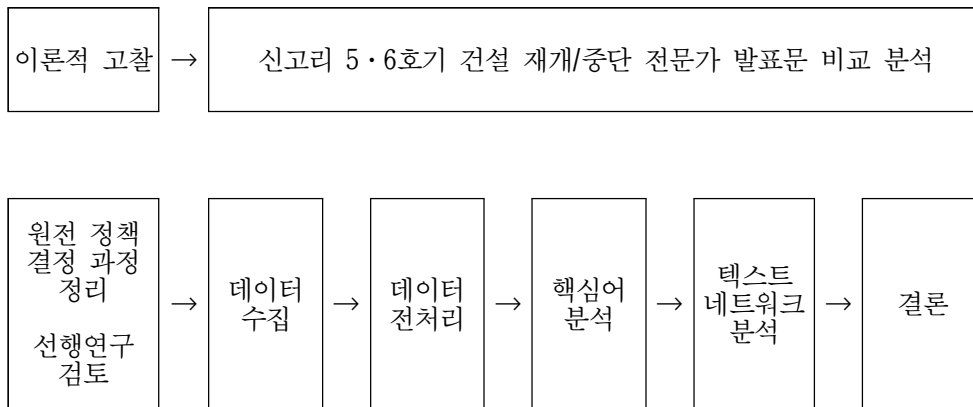 이론적 고찰 → 신고리 5·6호기 건설 재개/중단 전문가 발표문 비교 분석
원전 정책
결정 과정
정리
선행연구
검토
→
데이터
수집
→
데이터
전처리
→
핵심어
분석
→
텍스트
네트워크
분석
→
결론